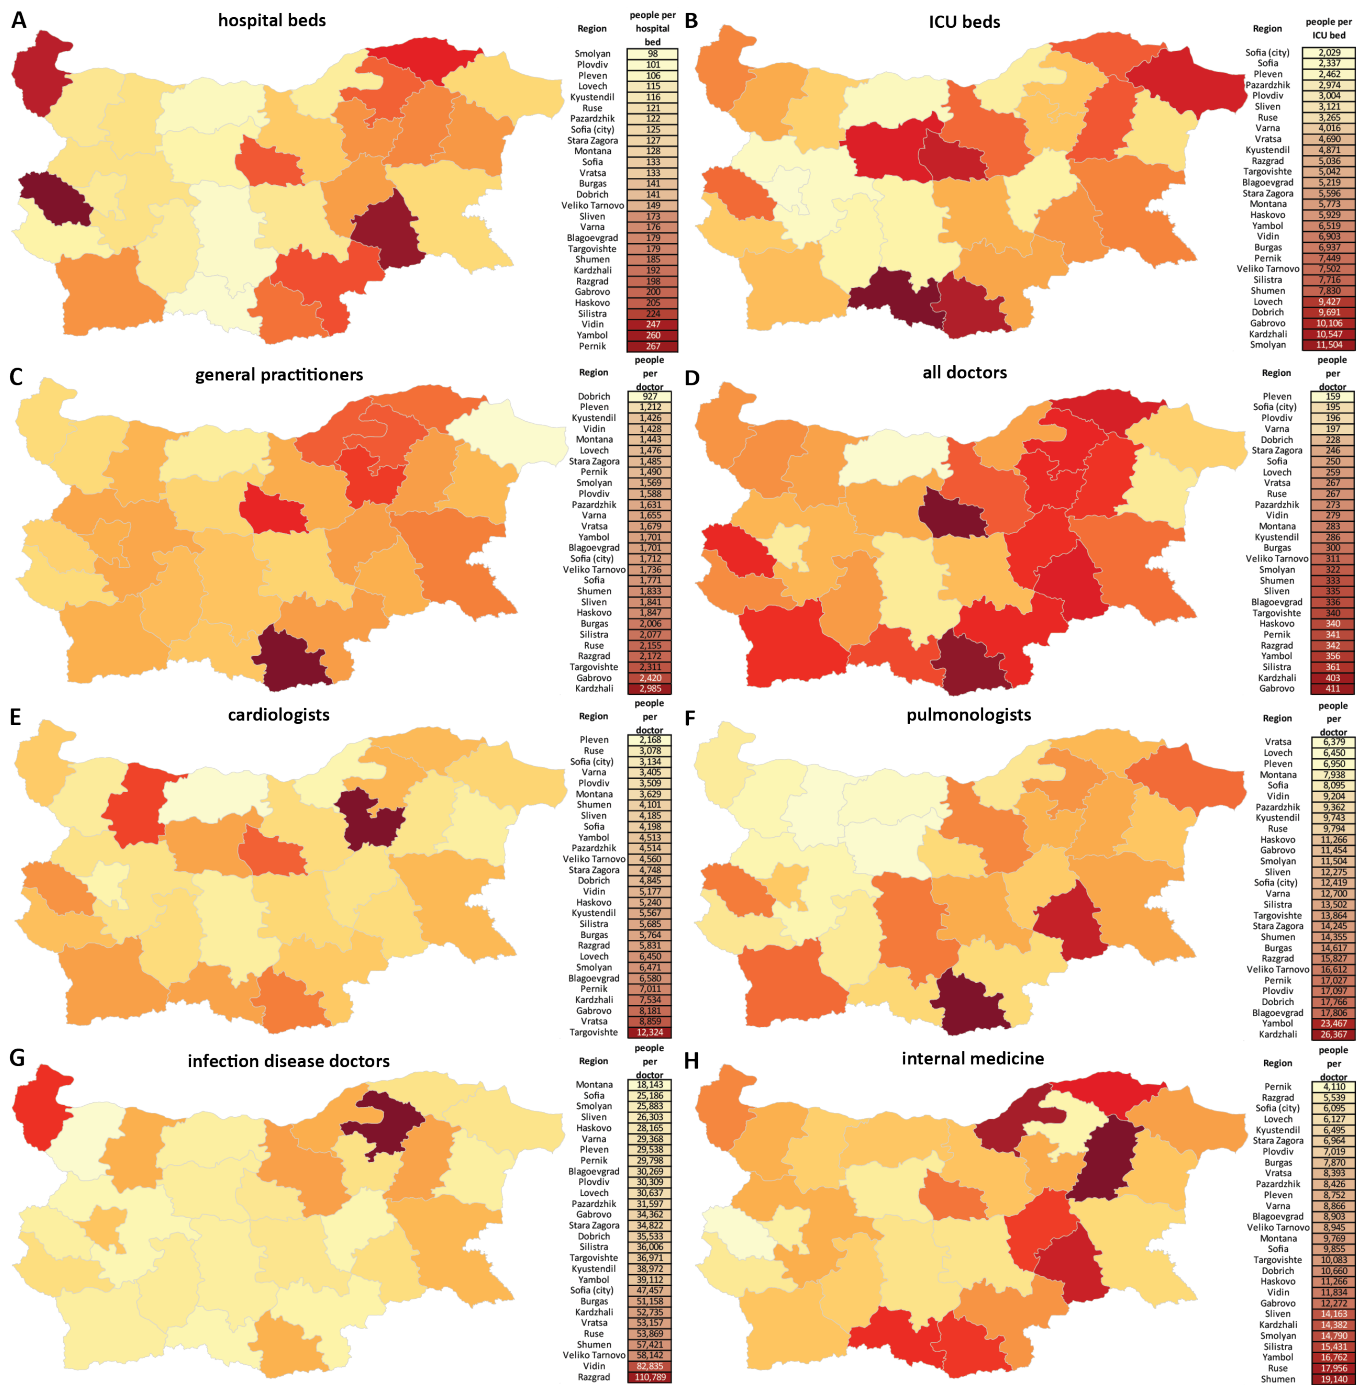 A
hospital beds
Region
people per
hospital
bed
Smolyan 98
Plovdiv 101
Pleven 106
Lovech 115
Kyustendil 116
Ruse 121
Pazardzhik 122
Sofia (city) 125
Stara Zagora 127
Montana 128
Sofia 133
Vratsa 133
Burgas 141
Dobrich 141
Veliko Tarnovo 149
Sliven 173
Varna 176
Blagoevgrad 179
Targovishte 179
Shumen 185
Kardzhali 192
Razgrad 198
Gabrovo 200
Haskovo 205
Silistra 224
Vidin 247
Yambol 260
Pernik 267
B
ICU beds
Region
people per
ICU bed
Sofia (city) 2,029
Sofia 2,337
Pleven 2,462
Pazardzhik 2,974
Plovdiv 3,004
Sliven 3,121
Ruse 3,265
Varna 4,016
Vratsa 4,690
Kyustendil 4,871
Razgrad 5,036
Targovishte 5,042
Blagoevgrad 5,219
Stara Zagora 5,596
Montana 5,773
Haskovo 5,929
Yambol 6,519
Vidin 6,903
Burgas 6,937
Pernik 7,449
Veliko Tarnovo 7,502
Silistra 7,716
Shumen 7,830
Lovech 9,427
Dobrich 9,691
Gabrovo 10,106
Kardzhali 10,547
Smolyan 11,504
C
general practitioners
Region
people
per
doctor
Dobrich 927
Pleven 1,212
Kyustendil 1,426
Vidin 1,428
Montana 1,443
Lovech 1,476
Stara Zagora 1,485
Pernik 1,490
Smolyan 1,569
Plovdiv 1,588
Pazardzhik 1,631
Varna 1,655
Vratsa 1,679
Yambol 1,701
Blagoevgrad 1,701
Sofia (city) 1,712
Veliko Tarnovo 1,736
Sofia 1,771
Shumen 1,833
Sliven 1,841
Haskovo 1,847
Burgas 2,006
Silistra 2,077
Ruse 2,155
Razgrad 2,172
Targovishte 2,311
Gabrovo 2,420
Kardzhali 2,985
D
all doctors
Region
people
per
doctor
Pleven 159
Sofia (city) 195
Plovdiv 196
Varna 197
Dobrich 228
Stara Zagora 246
Sofia 250
Lovech 259
Vratsa 267
Ruse 267
Pazardzhik 273
Vidin 279
Montana 283
Kyustendil 286
Burgas 300
Veliko Tarnovo 311
Smolyan 322
Shumen 333
Sliven 335
Blagoevgrad 336
Targovishte 340
Haskovo 340
Pernik 341
Razgrad 342
Yambol 356
Silistra 361
Kardzhali 403
Gabrovo 411
E
cardiologists
Region
people
per
doctor
Pleven 2,168
Ruse 3,078
Sofia (city) 3,134
Varna 3,405
Plovdiv 3,509
Montana 3,629
Shumen 4,101
Sliven 4,185
Sofia 4,198
Yambol 4,513
Pazardzhik 4,514
Veliko Tarnovo 4,560
Stara Zagora 4,748
Dobrich 4,845
Vidin 5,177
Haskovo 5,240
Kyustendil 5,567
Silistra 5,685
Burgas 5,764
Razgrad 5,831
Lovech 6,450
Smolyan 6,471
Blagoevgrad 6,580
Pernik 7,011
Kardzhali 7,534
Gabrovo 8,181
Vratsa 8,859
Targovishte 12,324
F
pulmonologists
Region
people
per
doctor
Vratsa 6,379
Lovech 6,450
Pleven 6,950
Montana 7,938
Sofia 8,095
Vidin 9,204
Pazardzhik 9,362
Kyustendil 9,743
Ruse 9,794
Haskovo 11,266
Gabrovo 11,454
Smolyan 11,504
Sliven 12,275
Sofia (city) 12,419
Varna 12,700
Silistra 13,502
Targovishte 13,864
Stara Zagora 14,245
Shumen 14,355
Burgas 14,617
Razgrad 15,827
Veliko Tarnovo 16,612
Pernik 17,027
Plovdiv 17,097
Dobrich 17,766
Blagoevgrad 17,806
Yambol 23,467
Kardzhali 26,367
G
infection disease doctors
Region
people
per
doctor
Montana 18,143
Sofia 25,186
Smolyan 25,883
Sliven 26,303
Haskovo 28,165
Varna 29,368
Pleven 29,538
Pernik 29,798
Blagoevgrad 30,269
Plovdiv 30,309
Lovech 30,637
Pazardzhik 31,597
Gabrovo 34,362
Stara Zagora 34,822
Dobrich 35,533
Silistra 36,006
Targovishte 36,971
Kyustendil 38,972
Yambol 39,112
Sofia (city) 47,457
Burgas 51,158
Kardzhali 52,735
Vratsa 53,157
Ruse 53,869
Shumen 57,421
Veliko Tarnovo 58,142
Vidin 82,835
Razgrad 110,789
H
internal medicine
Region
people
per
doctor
Pernik 4,110
Razgrad 5,539
Sofia (city) 6,095
Lovech 6,127
Kyustendil 6,495
Stara Zagora 6,964
Plovdiv 7,019
Burgas 7,870
Vratsa 8,393
Pazardzhik 8,426
Pleven 8,752
Varna 8,866
Blagoevgrad 8,903
Veliko Tarnovo 8,945
Montana 9,769
Sofia 9,855
Targovishte 10,083
Dobrich 10,660
Haskovo 11,266
Vidin 11,834
Gabrovo 12,272
Sliven 14,163
Kardzhali 14,382
Smolyan 14,790
Silistra 15,431
Yambol 16,762
Ruse 17,956
Shumen 19,140